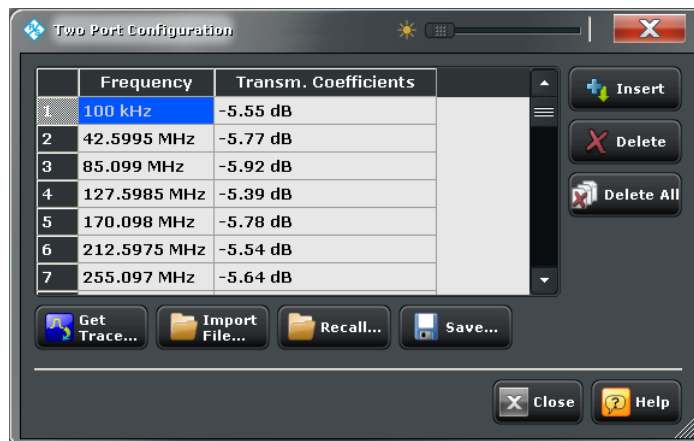 Two Port Configuration
Frequency Transm. Coefficients
1 100 kHz -5.55 dB
2 42.5995 MHz -5.77 dB
3 85.099 MHz -5.92 dB
4 127.5985 MHz -5.39 dB
5 170.098 MHz -5.78 dB
6 212.5975 MHz -5.54 dB
7 255.097 MHz -5.64 dB
Insert
Delete
Delete All
Get Trace...
Import File...
Recall...
Save...
Close
Help